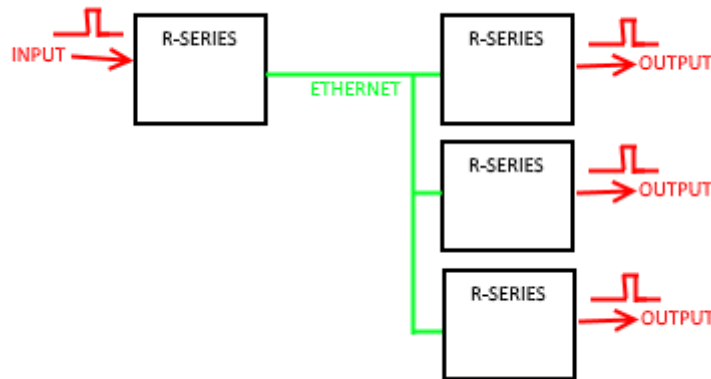 R-SERIES
INPUT
ETHERNET
R-SERIES
OUTPUT
R-SERIES
OUTPUT
R-SERIES
OUTPUT